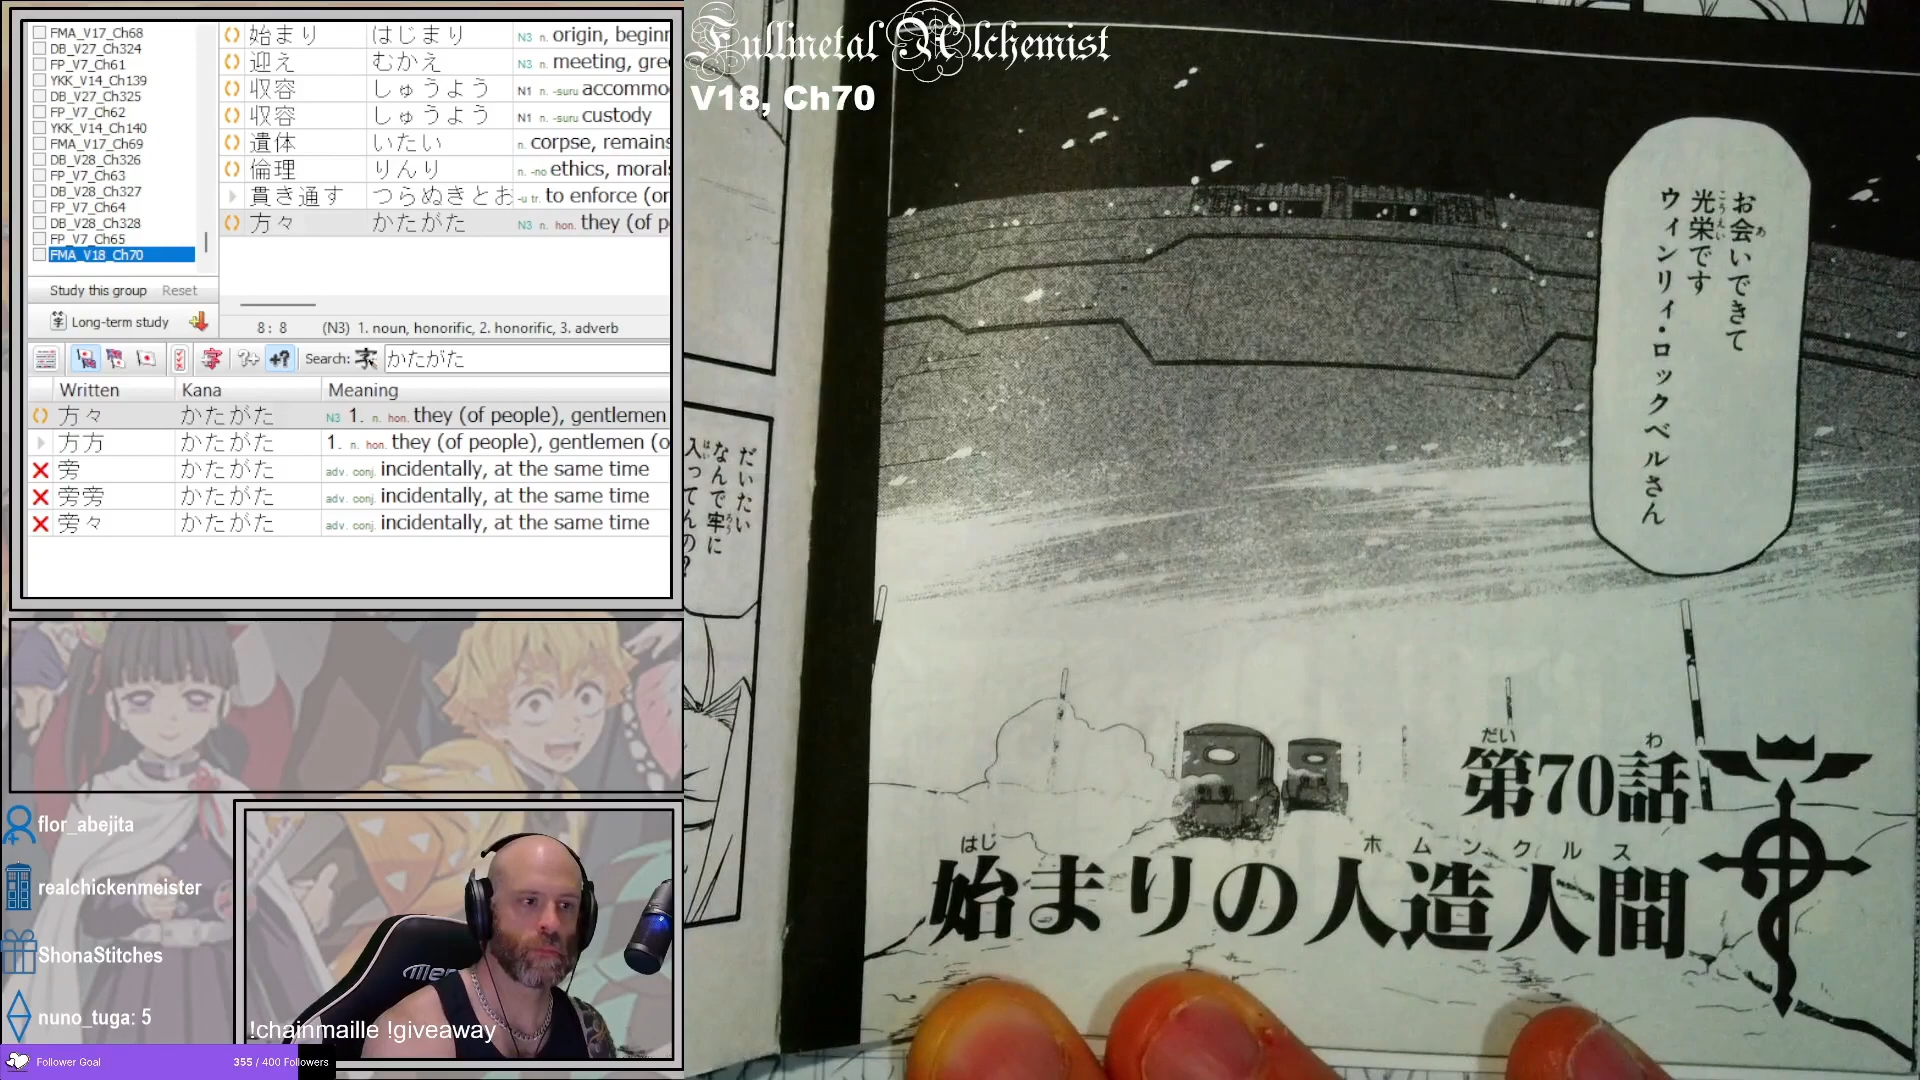 FMA_V17_Ch68
DB_V27_Ch324
FP_V7_Ch61
YKK_V14_Ch139
DB_V27_Ch325
FP_V7_Ch62
YKK_V14_Ch140
FMA_V17_Ch69
DB_V28_Ch326
FP_V7_Ch63
DB_V28_Ch327
FP_V7_Ch64
DB_V28_Ch328
FP_V7_Ch65
FMA_V18_Ch70
Study this group Reset
Long-term study
始まり はじまり N3 n. origin, beginn
迎え むかえ N3 n. meeting, gree
収容 しゅうよう N1 n. -suru accommo
収容 しゅうよう N1 n. -suru custody
遺体 いたい n. corpse, remains
倫理 りんり n. -no ethics, morals
貫き通す つらぬきとお -u tr. to enforce (or
方々 かたがた N3 n. hon. they (of p
8: 8 (N3) 1. noun, honorific, 2. honorific, 3. adverb
Search: かたがた
Written Kana Meaning
方々 かたがた N3 1. n. hon. they (of people), gentlemen
方方 かたがた 1. n. hon. they (of people), gentlemen (o
旁 かたがた adv. conj. incidentally, at the same time
旁旁 かたがた adv. conj. incidentally, at the same time
旁々 かたがた adv. conj. incidentally, at the same time
flor_abejita
realchickenmeister
ShonaStitches
nuno_tuga: 5
!chainmaille !giveaway
Follower Goal 355 / 400 Followers
Fullmetal Alchemist
V18, Ch70
お会いできて
光栄です
ウィンリィ・ロックベルさん
だいたい
なんで牢に
入ってんの?
第70話
始まりの人造人間
ホムンクルス